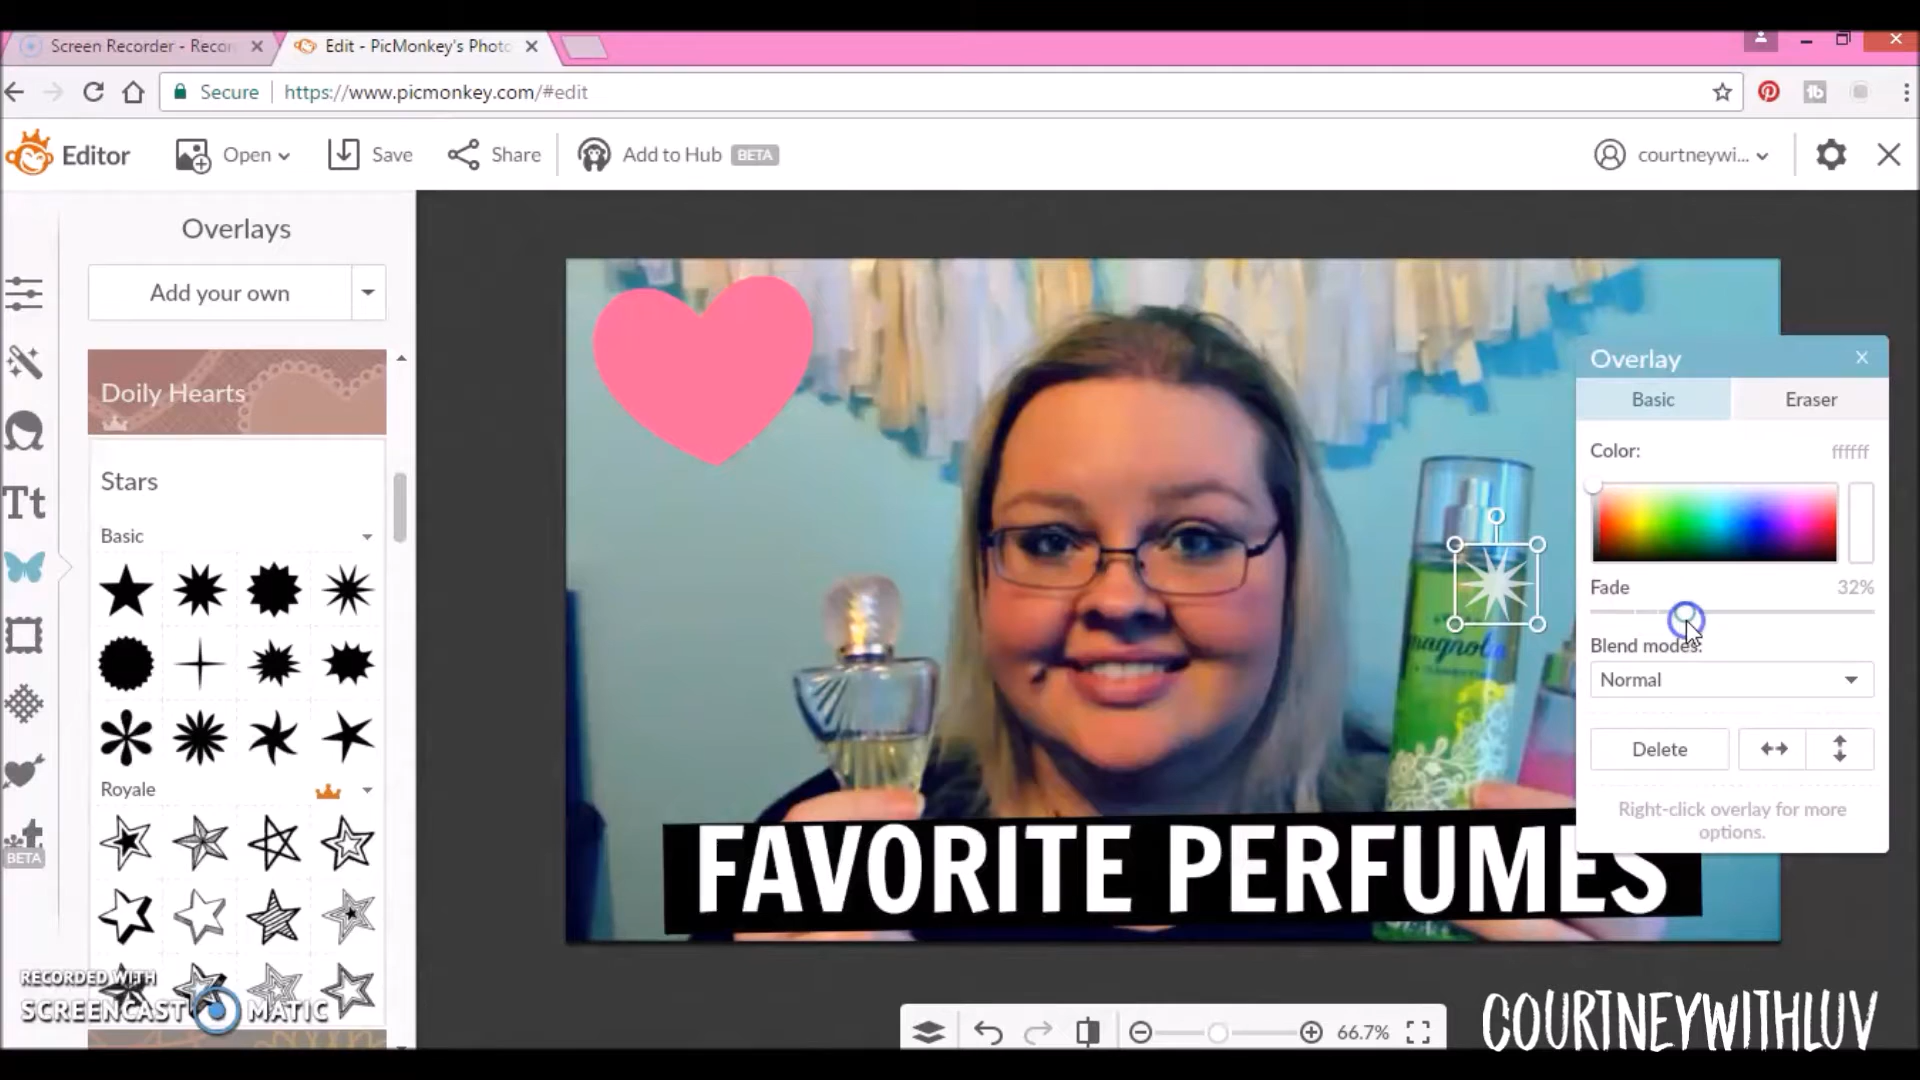 Screen Recorder - Recor
Edit - PicMonkey's Photo
Secure
https://www.picmonkey.com/#edit
Editor
Open
Save
Share
Add to Hub BETA
courtneywi...
Overlays
Add your own
Doily Hearts
Stars
Basic
Royale
BETA
RECORDED WITH
SCREENCAST MATIC
magnolia
FAVORITE PERFUMES
Overlay
Basic
Eraser
Color:
ffffff
Fade
32%
Blend modes:
Normal
Delete
Right-click overlay for more
options.
66.7%
COURTNEYWITHLUV